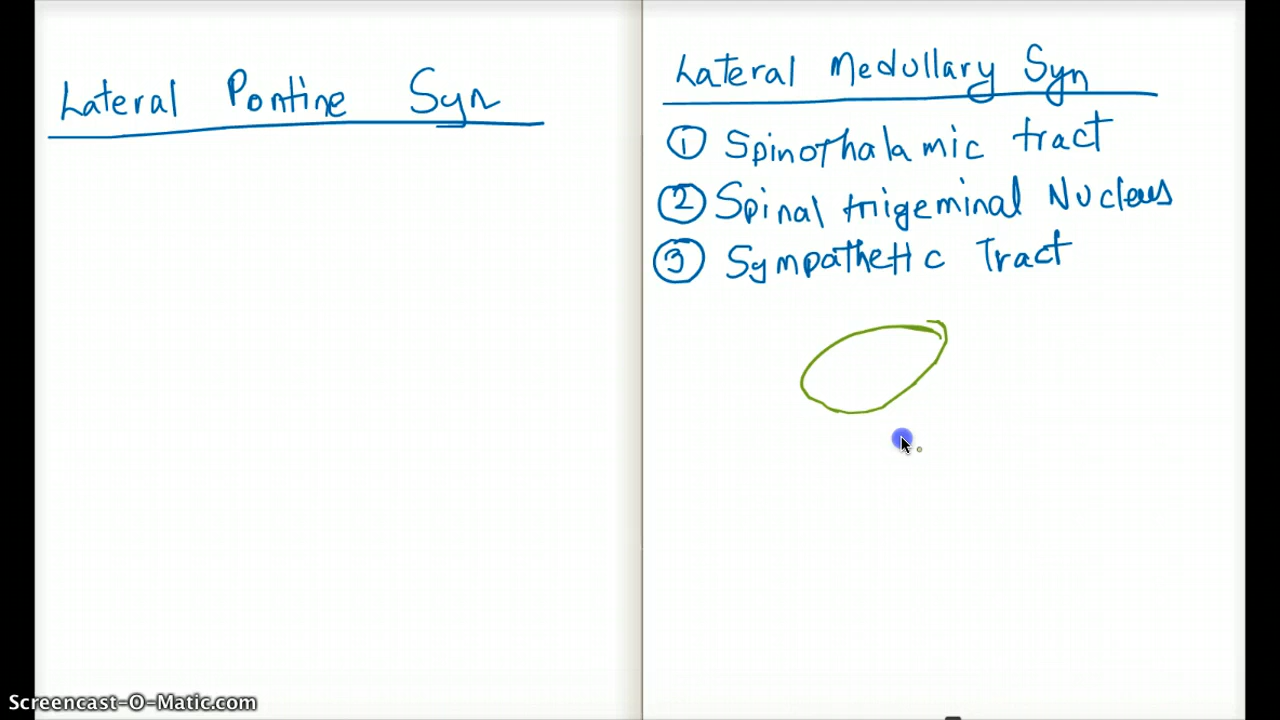 Lateral Pontine Syn
Lateral Medullary Syn
① Spinothalamic tract
② Spinal trigeminal Nucleus
③ Sympathetic Tract
Screencast-O-Matic.com